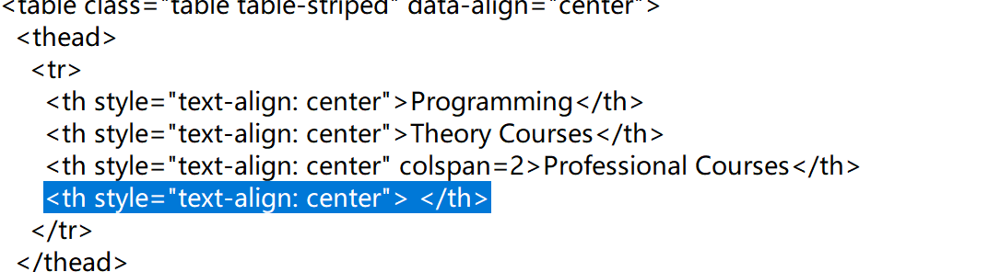 <table class="table table-striped" data-align="center">
<thead>
<tr>
<th style="text-align: center">Programming</th>
<th style="text-align: center">Theory Courses</th>
<th style="text-align: center" colspan=2>Professional Courses</th>
<th style="text-align: center"> </th>
</tr>
</thead>